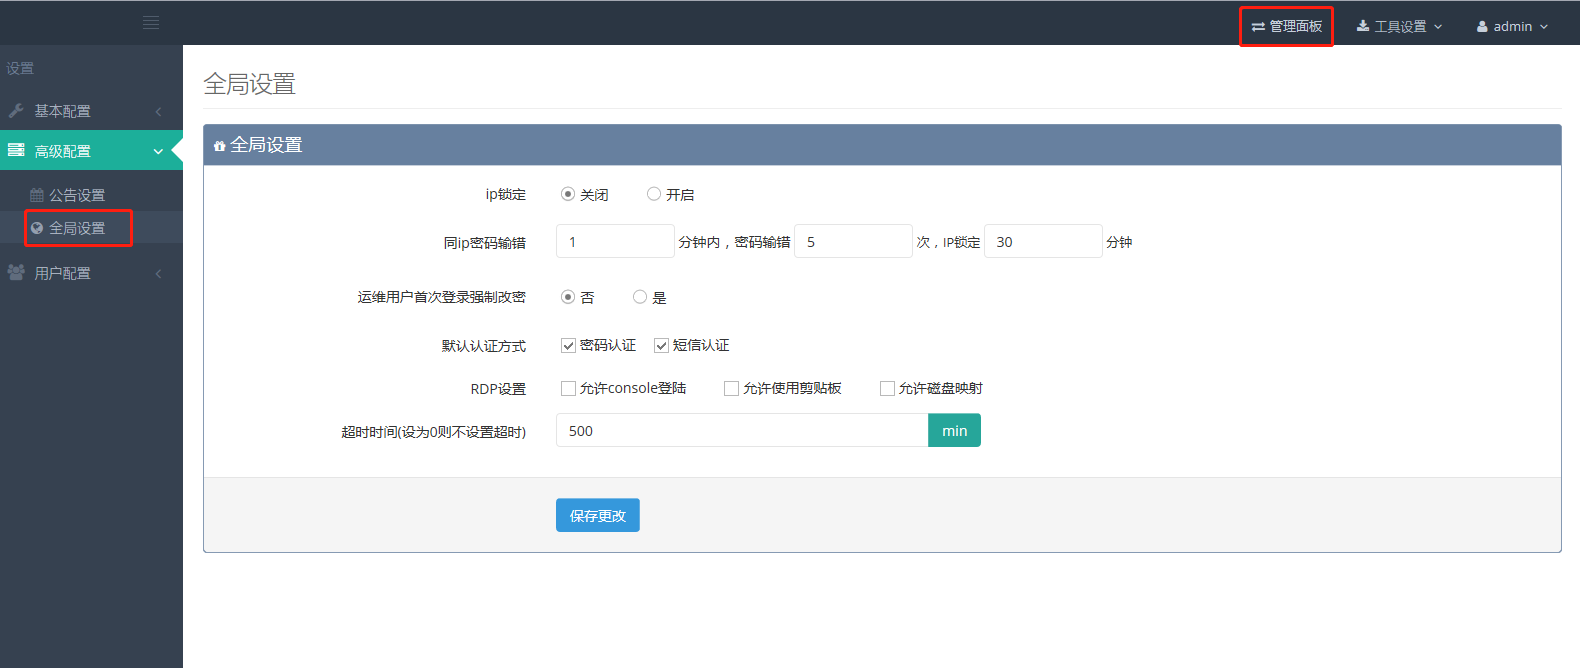 管理面板 工具设置 admin
设置
基本配置
高级配置
公告设置
全局设置
用户配置
全局设置
全局设置
ip锁定 关闭 开启
同ip密码输错 1 分钟内，密码输错 5 次，IP锁定 30 分钟
运维用户首次登录强制改密 否 是
默认认证方式 密码认证 短信认证
RDP设置 允许console登陆 允许使用剪贴板 允许磁盘映射
超时时间(设为0则不设置超时) 500 min
保存更改